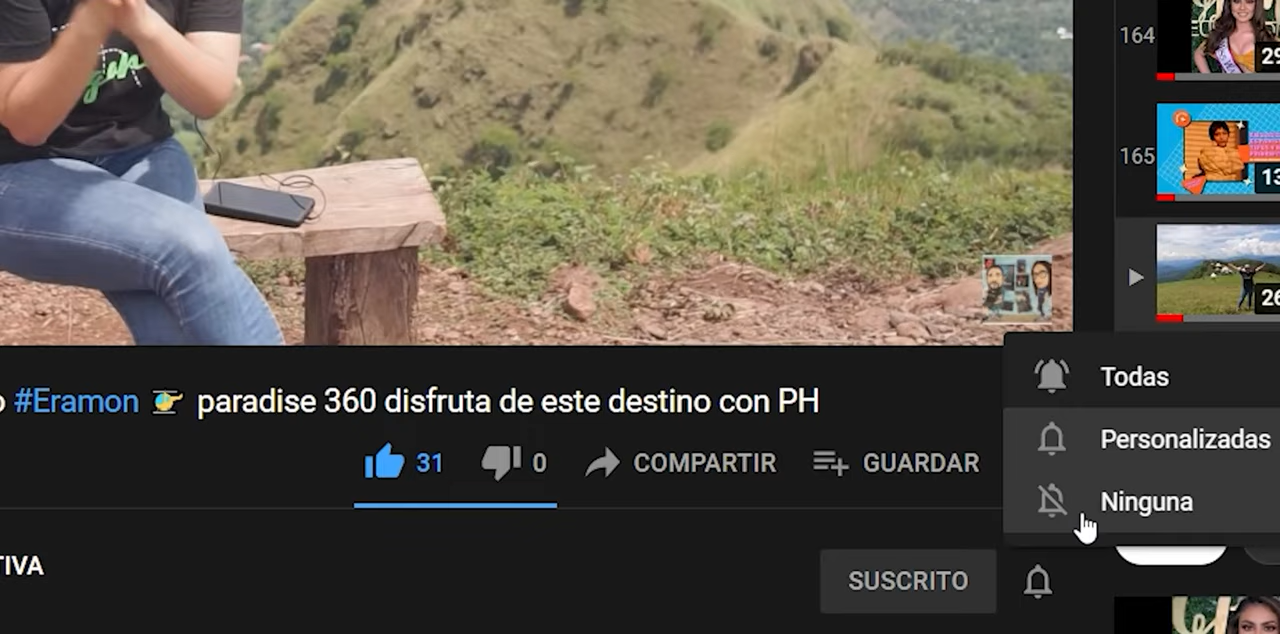 164
29
165
13
26
Todas
o #Eramon paradise 360 disfruta de este destino con PH
Personalizadas
31 0 COMPARTIR GUARDAR
Ninguna
TIVA
SUSCRITO